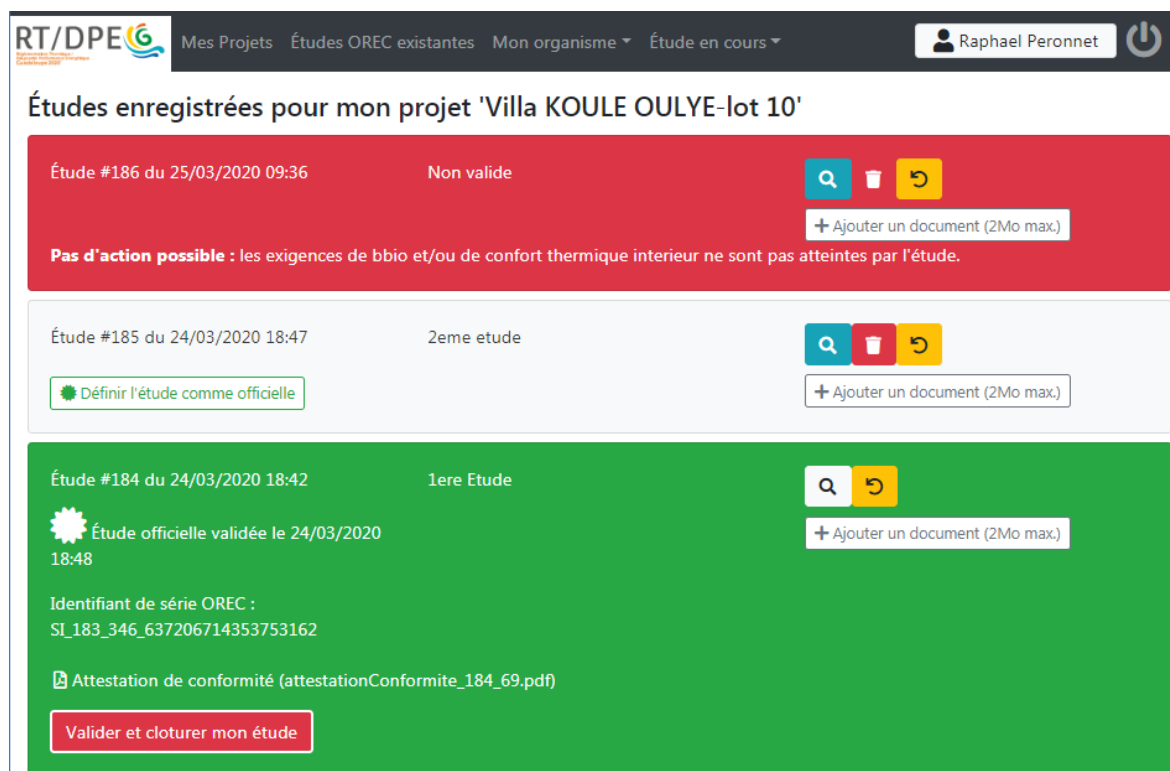 RT/DPEG
Mes Projets Études OREC existantes Mon organisme Étude en cours Raphael Peronnet
Études enregistrées pour mon projet 'Villa KOULE OULYE-lot 10'
Étude #186 du 25/03/2020 09:36 Non valide
Ajouter un document (2Mo max.)
Pas d'action possible : les exigences de bbio et/ou de confort thermique interieur ne sont pas atteintes par l'étude.
Étude #185 du 24/03/2020 18:47 2eme etude
Définir l'étude comme officielle Ajouter un document (2Mo max.)
Étude #184 du 24/03/2020 18:42 1ere Etude
Étude officielle validée le 24/03/2020 Ajouter un document (2Mo max.)
18:48
Identifiant de série OREC :
SI_183_346_637206714353753162
Attestation de conformité (attestationConformite_184_69.pdf)
Valider et cloturer mon étude